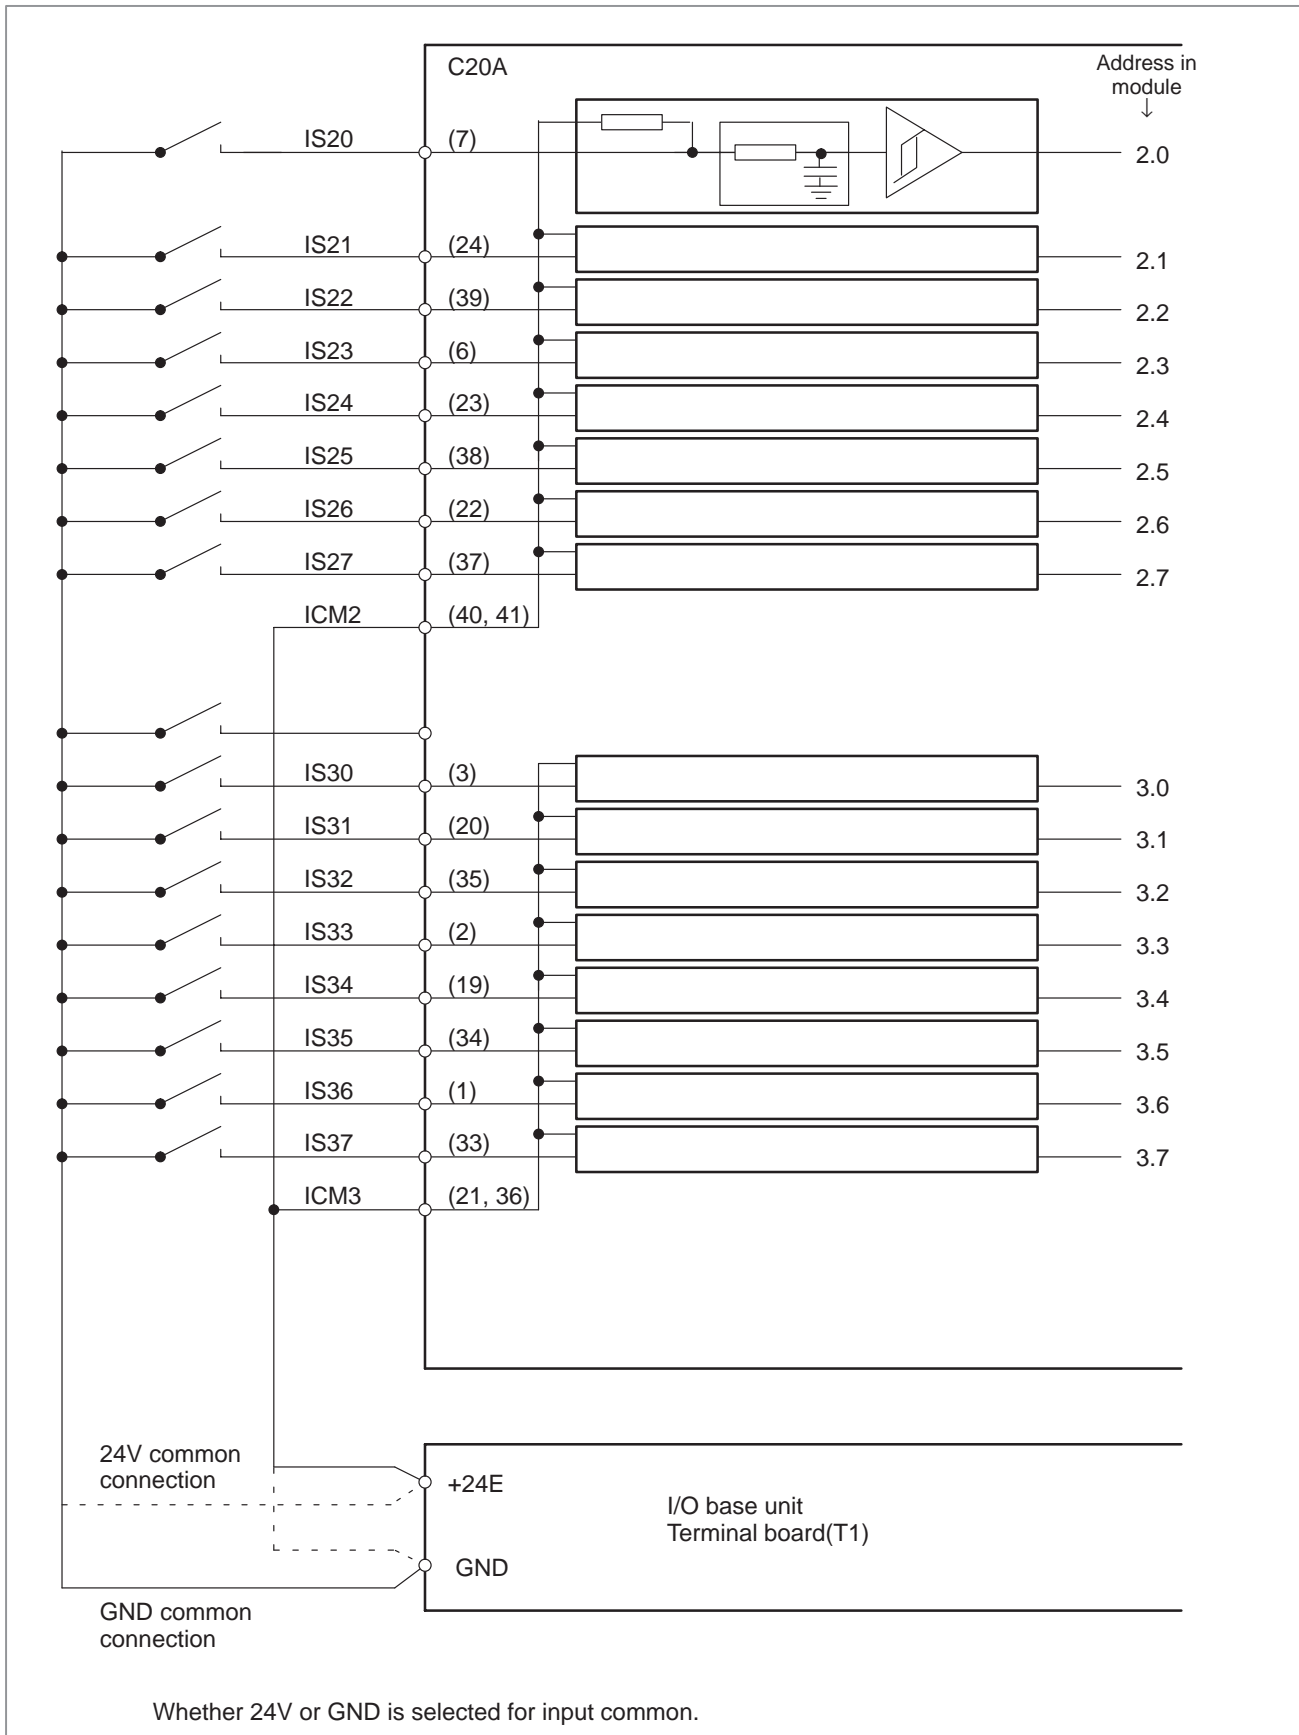 C20A
Address in
module
↓
IS20 (7) 2.0
IS21 (24) 2.1
IS22 (39) 2.2
IS23 (6) 2.3
IS24 (23) 2.4
IS25 (38) 2.5
IS26 (22) 2.6
IS27 (37) 2.7
ICM2 (40, 41)
IS30 (3) 3.0
IS31 (20) 3.1
IS32 (35) 3.2
IS33 (2) 3.3
IS34 (19) 3.4
IS35 (34) 3.5
IS36 (1) 3.6
IS37 (33) 3.7
ICM3 (21, 36)
24V common
connection
+24E
I/O base unit
Terminal board(T1)
GND
GND common
connection
Whether 24V or GND is selected for input common.